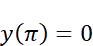 y(π) = 0